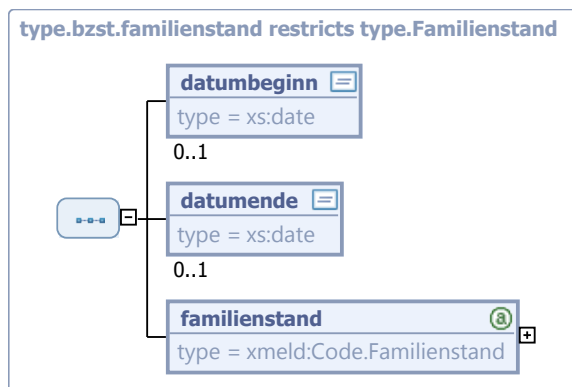 type.bzst.familienstand restricts type.Familienstand
datumbeginn
type = xs:date
0..1
datumende
type = xs:date
0..1
familienstand
type = xmeld:Code.Familienstand